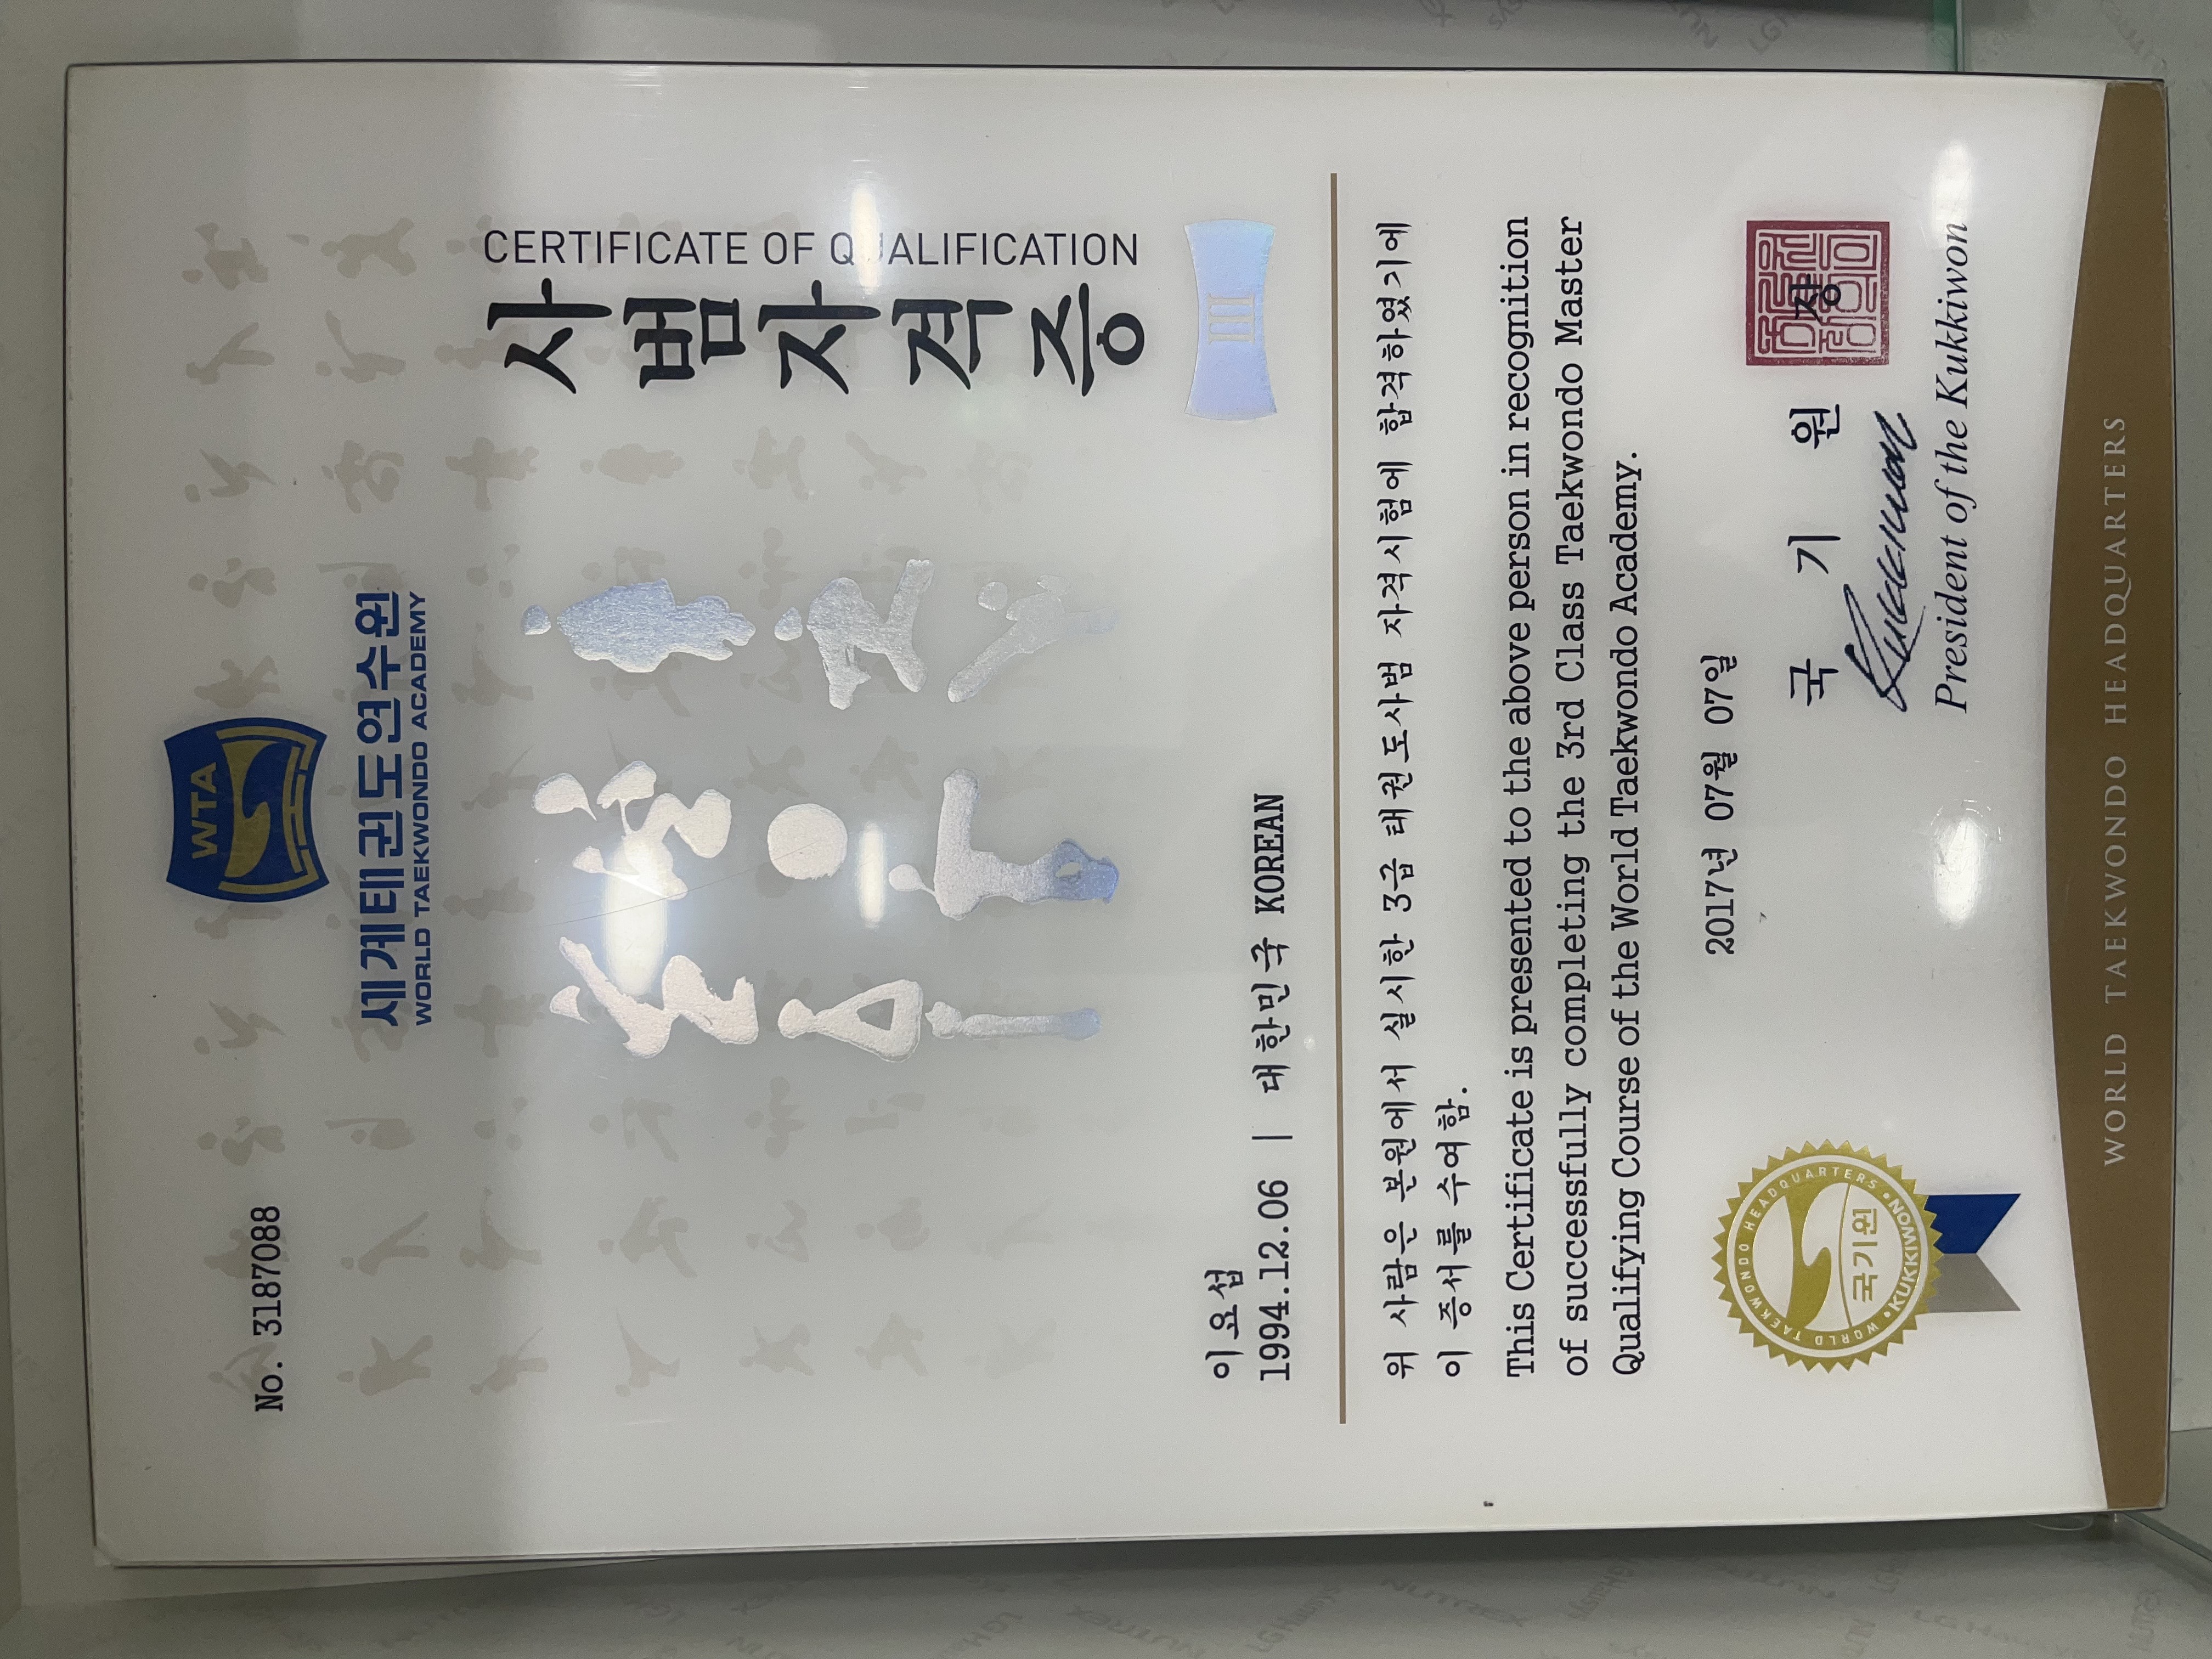 No. 3187088
WTA
세계태권도연수원
WORLD TAEKWONDO ACADEMY
CERTIFICATE OF QUALIFICATION
사범자격증
III
이요섭
1994.12.06 | 대한민국 KOREAN
위 사람은 본원에서 실시한 3급 태권도사범 자격시험에 합격하였기에
이 증서를 수여함.
This Certificate is presented to the above person in recognition
of successfully completing the 3rd Class Taekwondo Master
Qualifying Course of the World Taekwondo Academy.
2017년 07월 07일
국 기 원 장
President of the Kukkiwon
WORLD TAEKWONDO HEADQUARTERS • KUKKIWON •
국기원
WORLD TAEKWONDO HEADQUARTERS